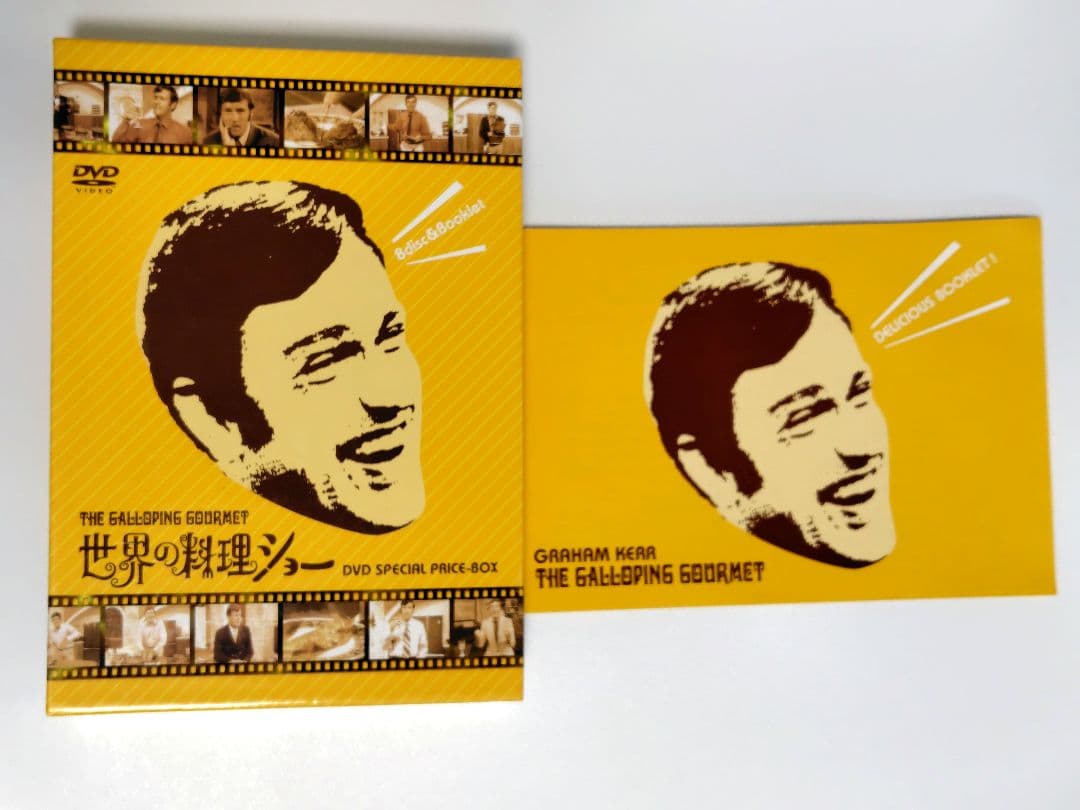 DVD
VIDEO
8disc&Booklet
THE GALLOPING GOURMET
世界の料理ショー
DVD SPECIAL PRICE-BOX
DELICIOUS BOOKLET!
GRAHAM KERR
THE GALLOPING GOURMET